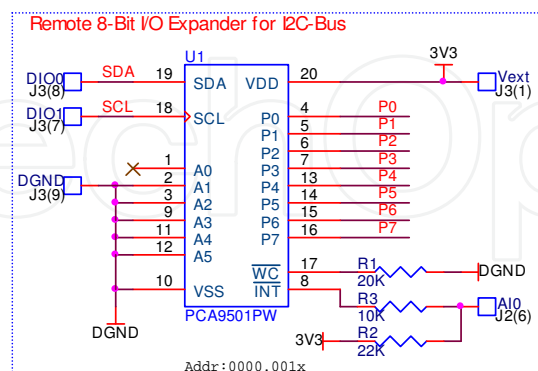 Remote 8-Bit I/O Expander for I2C-Bus
U1
3V3
DIO0 SDA 19 SDA VDD 20 Vext
J3(8) J3(1)
DIO1 SCL 18 SCL P0 4 P0
J3(7) P1 5 P1
P2 6 P2
1 A0 P3 7 P3
DGND 2 A1 P4 13 P4
J3(9) 3 A2 P5 14 P5
9 A3 P6 15 P6
11 A4 P7 16 P7
12 A5
WC 17 R1 DGND
20K
10 VSS INT 8 R3 AI0
10K J2(6)
PCA9501PW
DGND 3V3 R2
22K
Addr:0000.001x